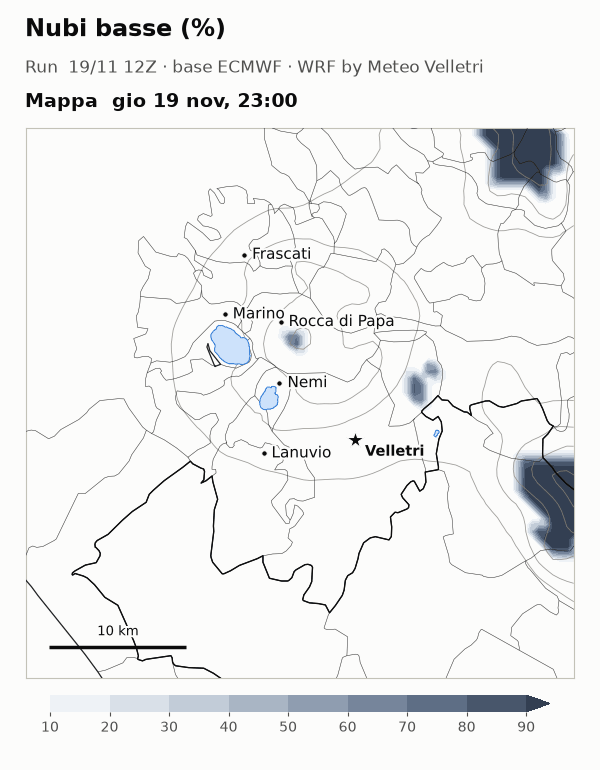 Nubi basse (%)
Run  19/11 12Z · base ECMWF · WRF by Meteo Velletri
Mappa  gio 19 nov, 23:00
Frascati
Marino
Rocca di Papa
Nemi
Velletri
Lanuvio
10 km
10 20 30 40 50 60 70 80 90